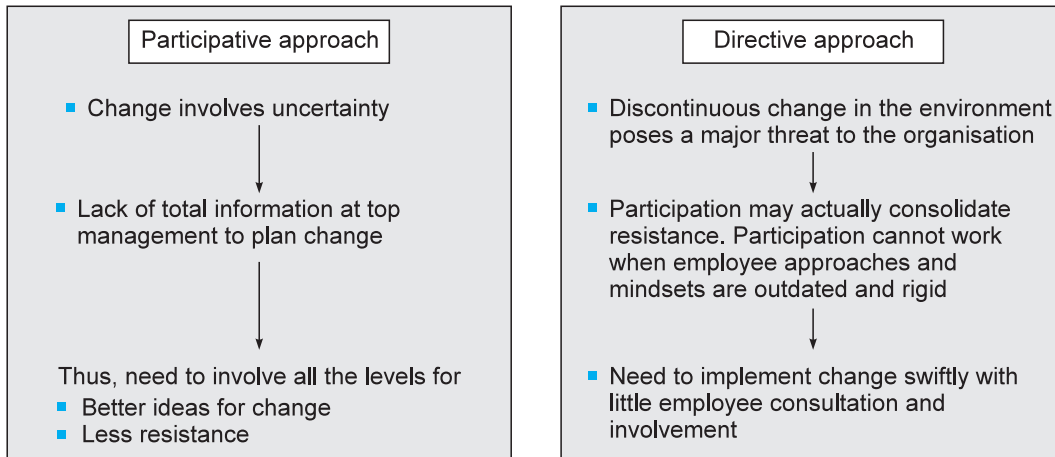 Participative approach
Change involves uncertainty
Lack of total information at top
management to plan change
Thus, need to involve all the levels for
Better ideas for change
Less resistance
Directive approach
Discontinuous change in the environment
poses a major threat to the organisation
Participation may actually consolidate
resistance. Participation cannot work
when employee approaches and
mindsets are outdated and rigid
Need to implement change swiftly with
little employee consultation and
involvement